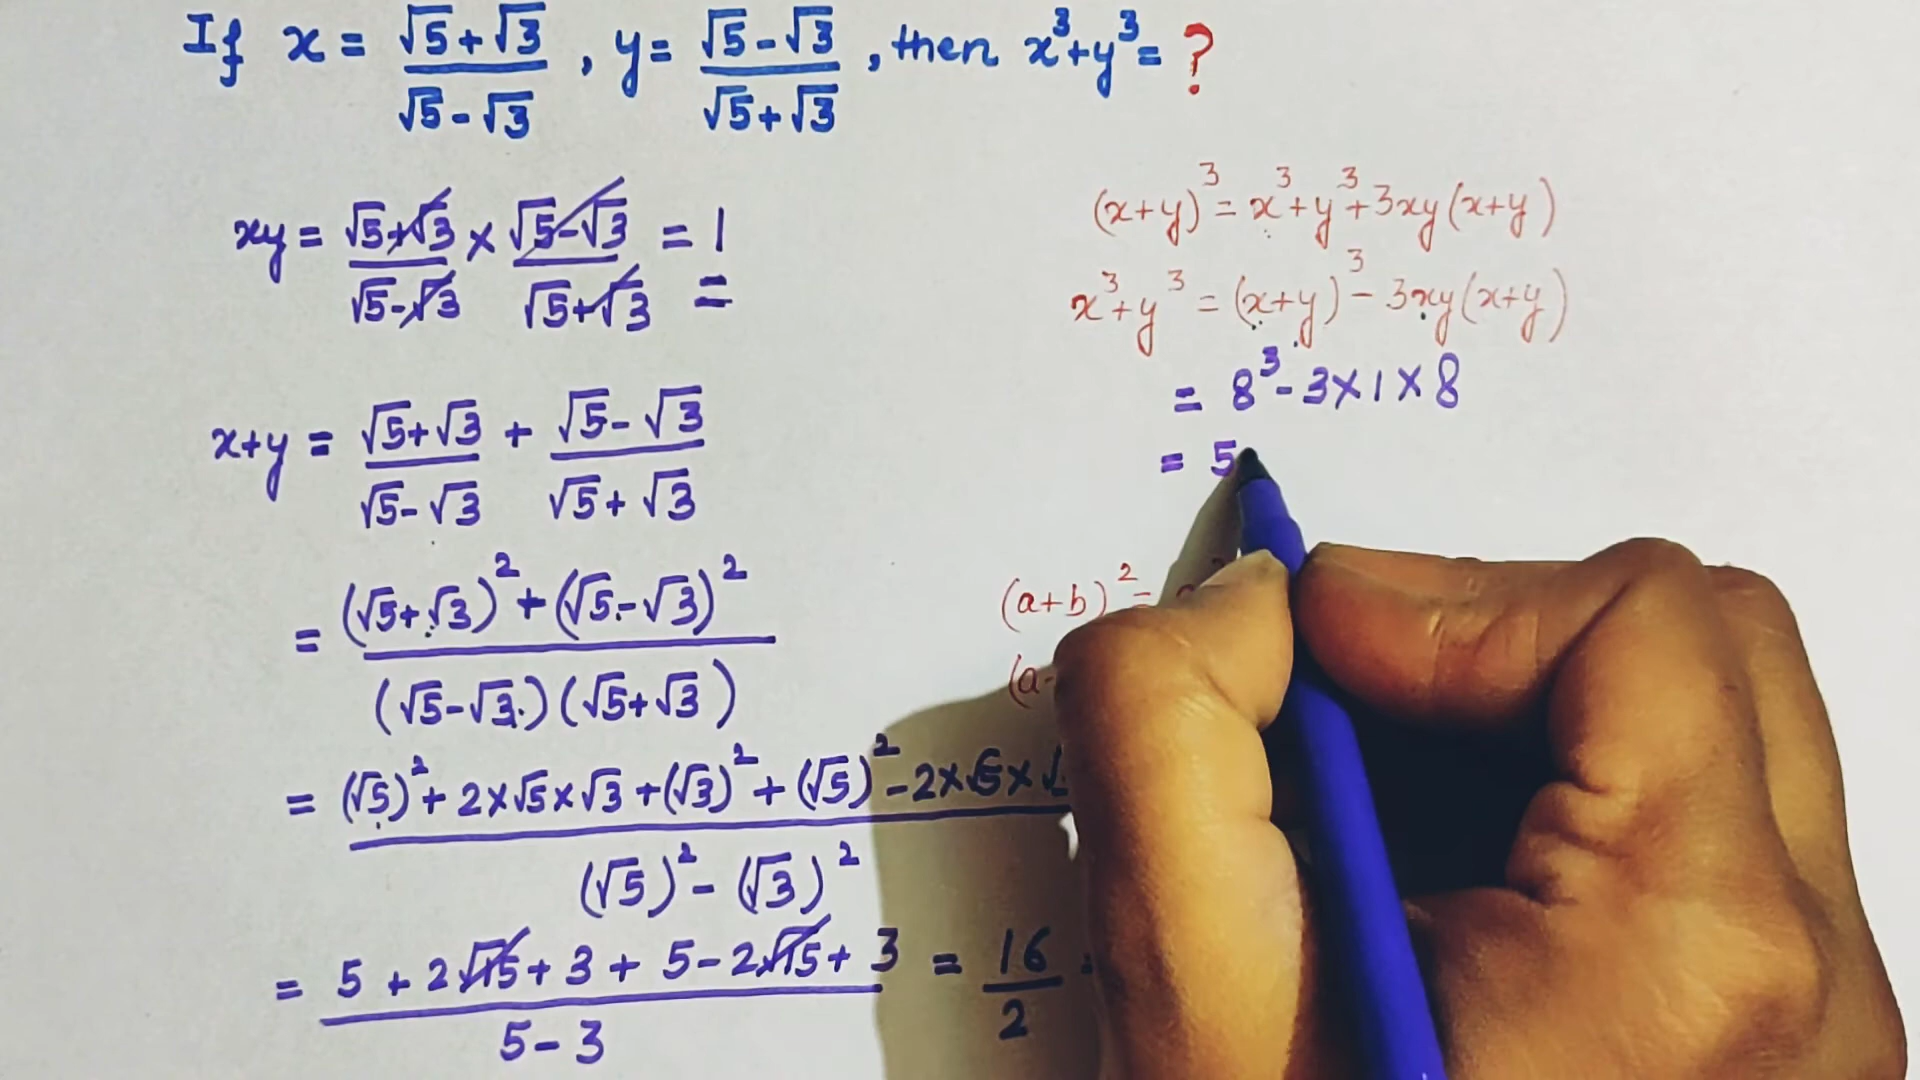 If x = √5+√3/√5-√3 , y = √5-√3/√5+√3 , then x³+y³ = ?
xy = √5+√3/√5-√3 × √5-√3/√5+√3 = 1
x+y = √5+√3/√5-√3 + √5-√3/√5+√3
= (√5+√3)²+(√5-√3)²/(√5-√3)(√5+√3)
= (√5)²+2×√5×√3+(√3)²+(√5)²-2×√5×√
(√5)²-(√3)²
= 5+2√15+3+5-2√15+3/5-3 = 16/2 =
(x+y)³ = x³+y³+3xy(x+y)
x³+y³ = (x+y)³-3xy(x+y)
= 8³-3×1×8
= 5
(a+b)² =
(a-